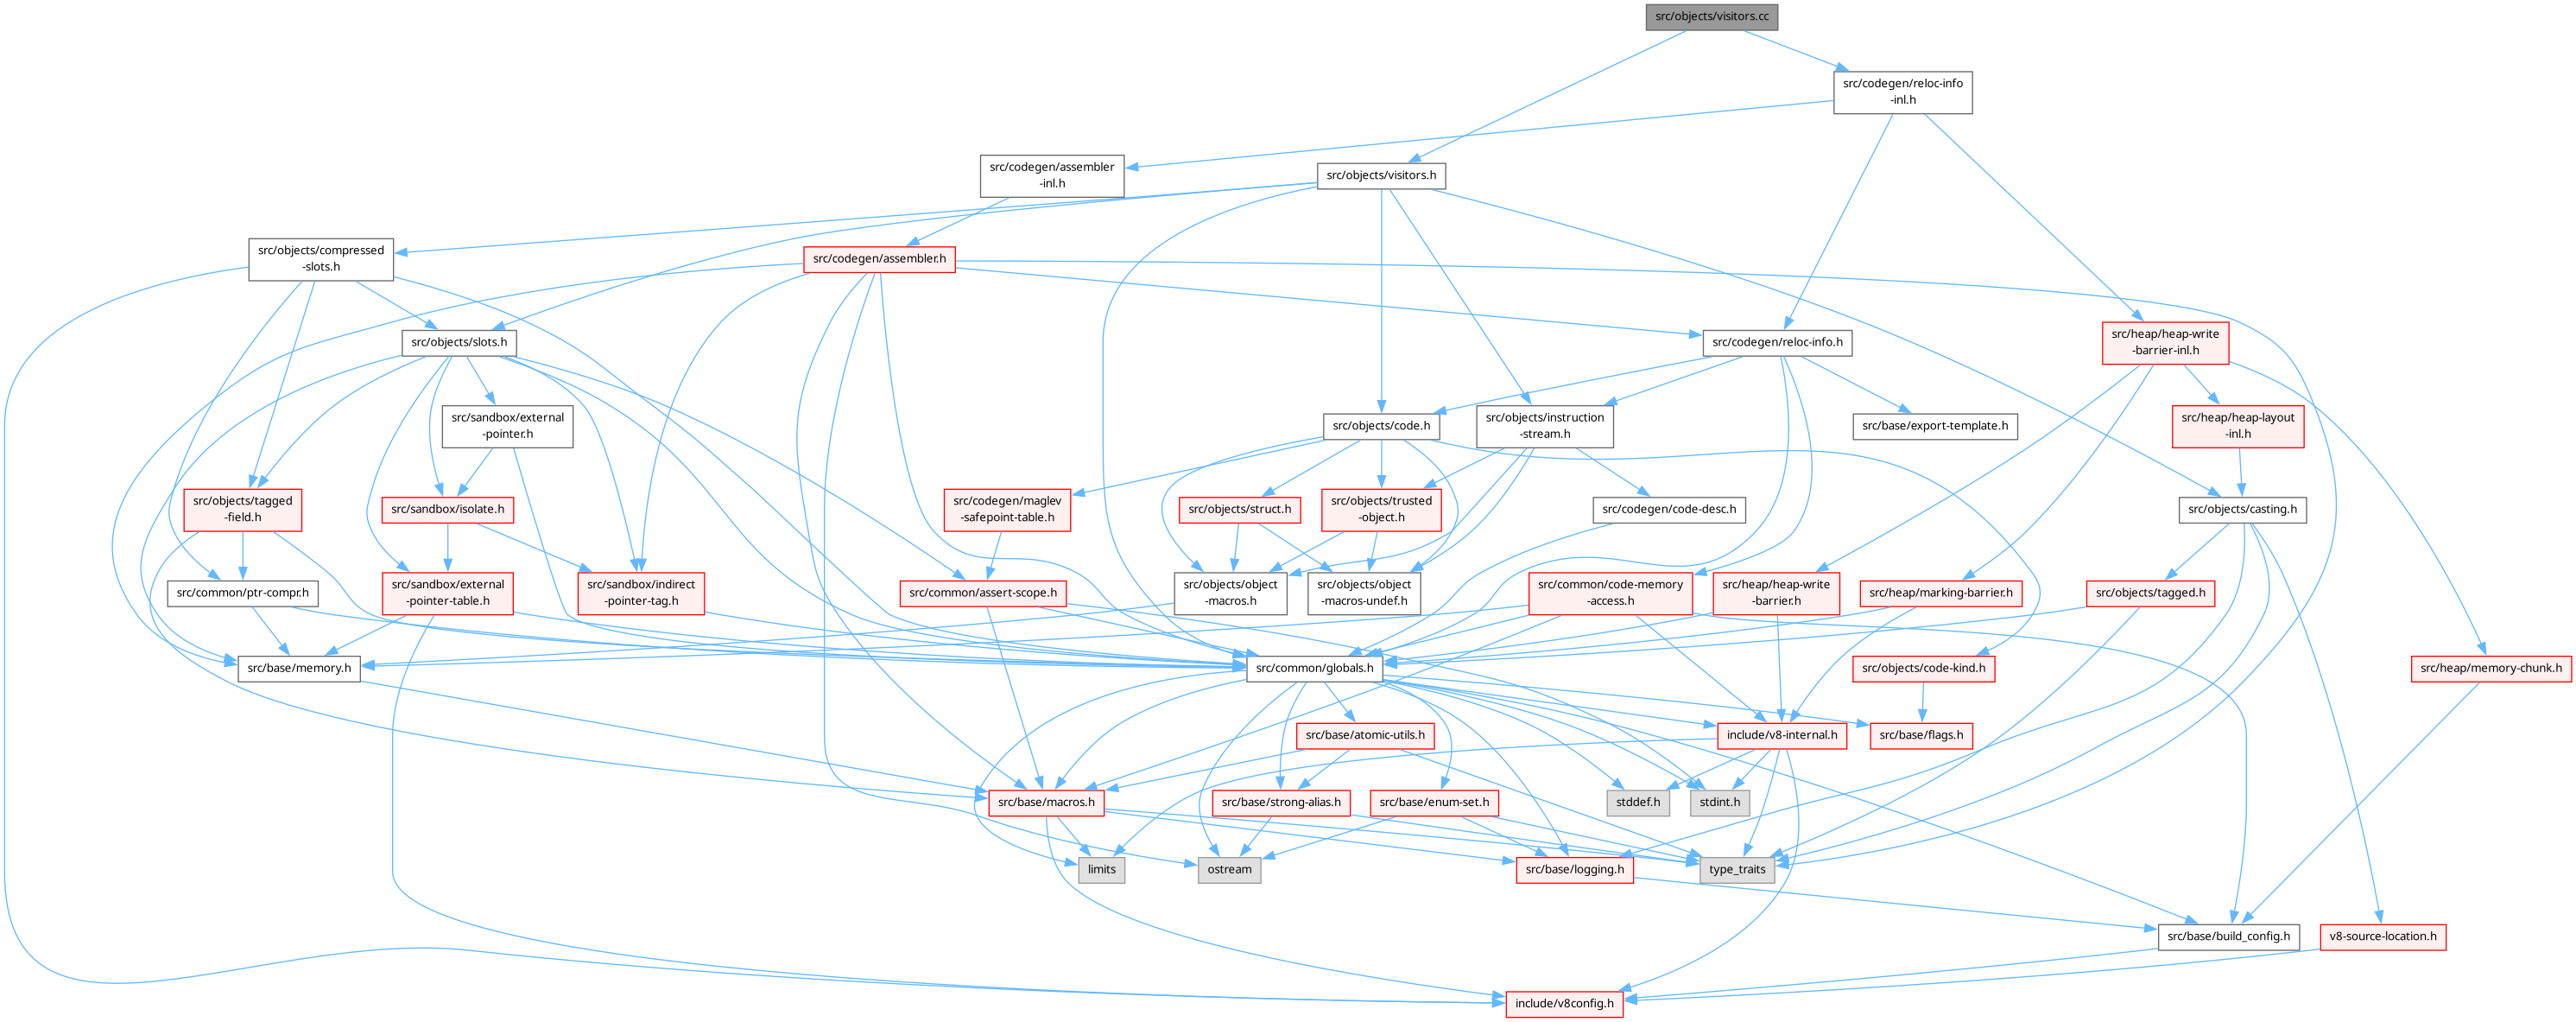 src/objects/visitors.cc
src/codegen/reloc-info
-inl.h
src/codegen/assembler
-inl.h
src/objects/visitors.h
src/objects/compressed
-slots.h
src/codegen/assembler.h
src/objects/slots.h
src/codegen/reloc-info.h
src/heap/heap-write
-barrier-inl.h
src/sandbox/external
-pointer.h
src/objects/code.h
src/objects/instruction
-stream.h
src/base/export-template.h
src/heap/heap-layout
-inl.h
src/objects/tagged
-field.h
src/sandbox/isolate.h
src/codegen/maglev
-safepoint-table.h
src/objects/struct.h
src/objects/trusted
-object.h
src/codegen/code-desc.h
src/objects/casting.h
src/common/ptr-compr.h
src/sandbox/external
-pointer-table.h
src/sandbox/indirect
-pointer-tag.h
src/common/assert-scope.h
src/objects/object
-macros.h
src/objects/object
-macros-undef.h
src/common/code-memory
-access.h
src/heap/heap-write
-barrier.h
src/heap/marking-barrier.h
src/objects/tagged.h
src/base/memory.h
src/common/globals.h
src/objects/code-kind.h
src/heap/memory-chunk.h
src/base/atomic-utils.h
include/v8-internal.h
src/base/flags.h
src/base/macros.h
src/base/strong-alias.h
src/base/enum-set.h
stddef.h
stdint.h
limits
ostream
src/base/logging.h
type_traits
src/base/build_config.h
v8-source-location.h
include/v8config.h